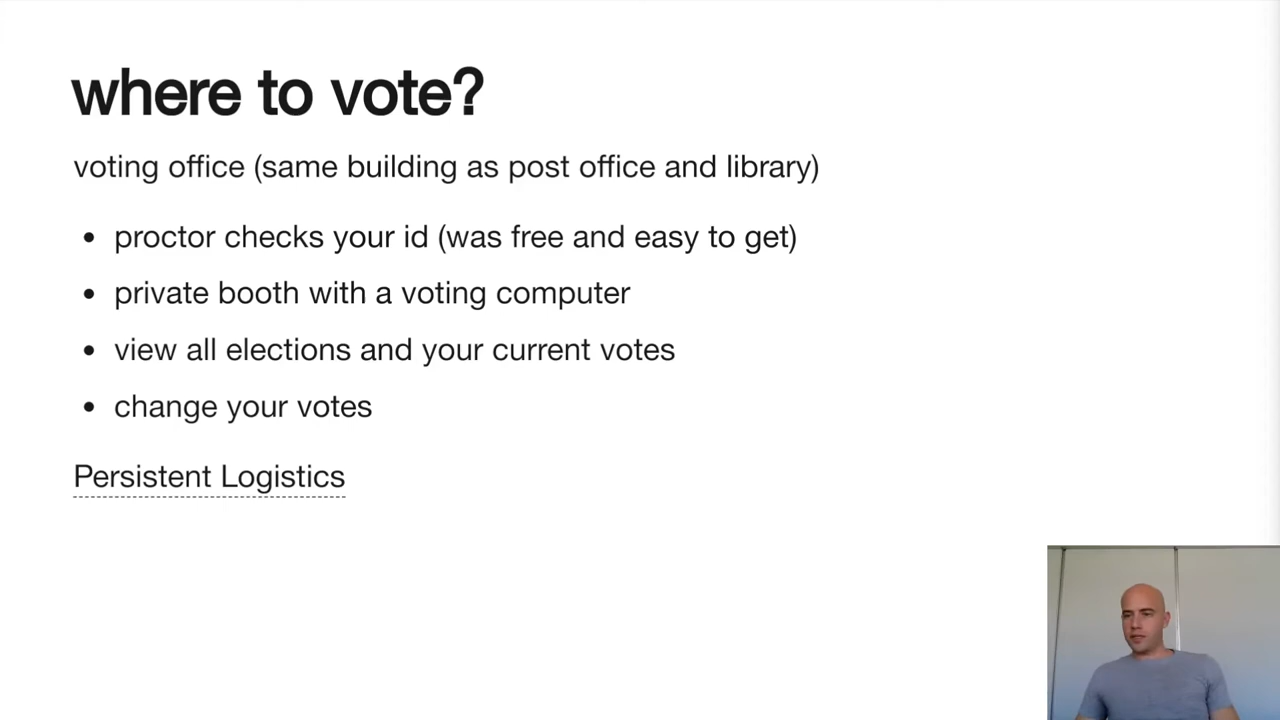 where to vote?
voting office (same building as post office and library)
• proctor checks your id (was free and easy to get)
• private booth with a voting computer
• view all elections and your current votes
• change your votes
Persistent Logistics